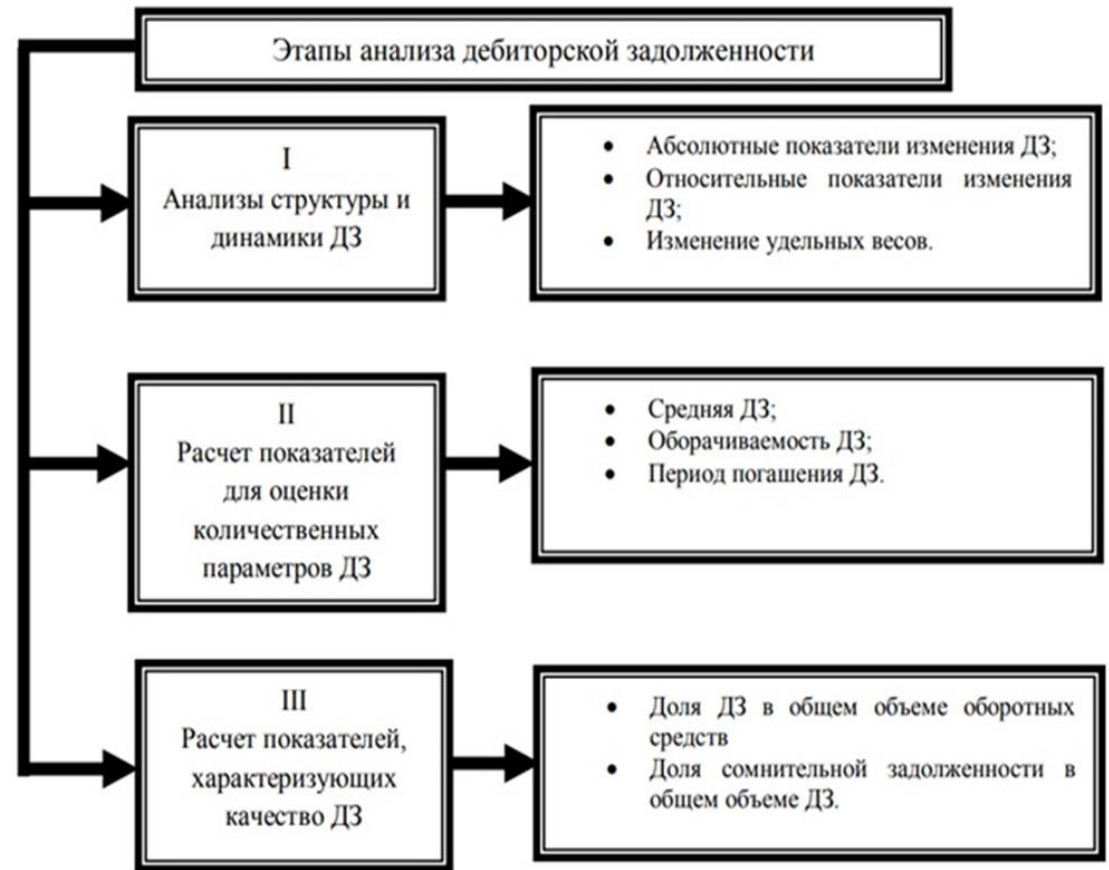 Этапы анализа дебиторской задолженности
I
Анализы структуры и
динамики ДЗ
• Абсолютные показатели изменения ДЗ;
• Относительные показатели изменения
ДЗ;
• Изменение удельных весов.
II
Расчет показателей
для оценки
количественных
параметров ДЗ
• Средняя ДЗ;
• Оборачиваемость ДЗ;
• Период погашения ДЗ.
III
Расчет показателей,
характеризующих
качество ДЗ
• Доля ДЗ в общем объеме оборотных
средств
• Доля сомнительной задолженности в
общем объеме ДЗ.